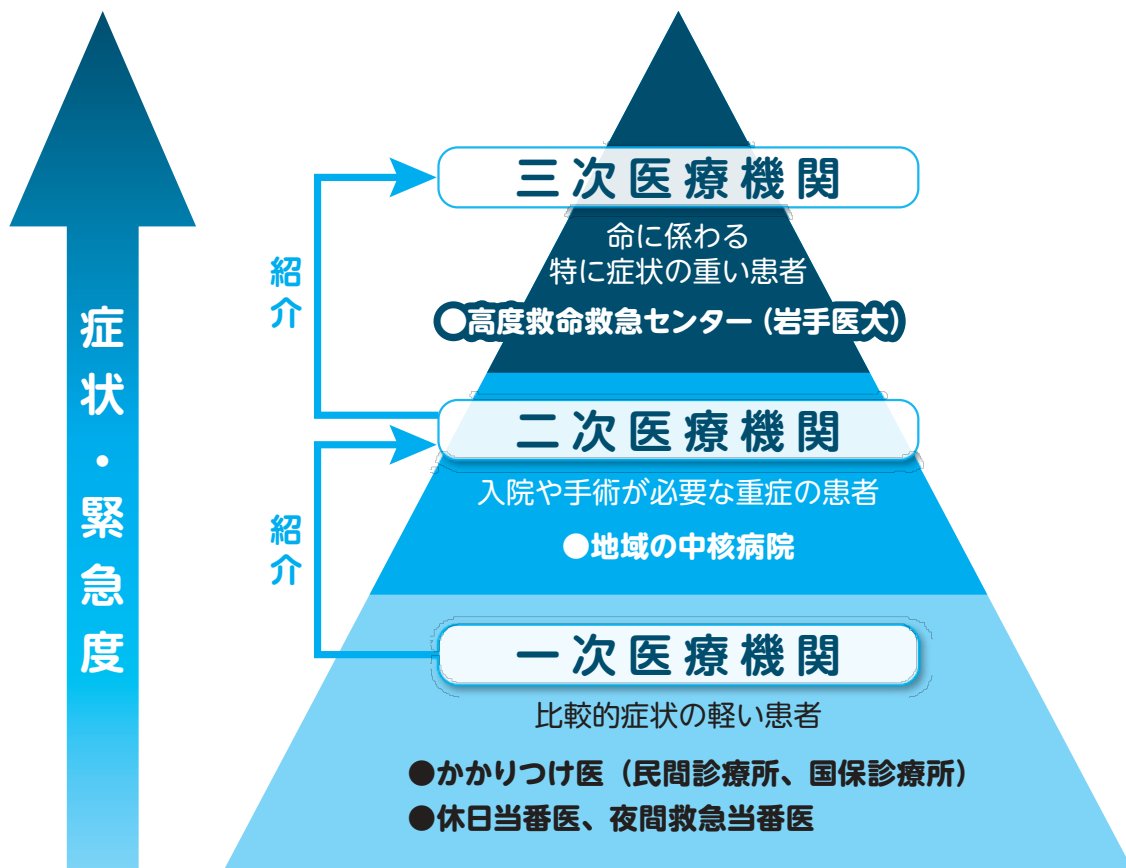 三次医療機関
命に係わる
特に症状の重い患者
●高度救命救急センター（岩手医大）
紹介
症状・緊急度
二次医療機関
入院や手術が必要な重症の患者
●地域の中核病院
紹介
一次医療機関
比較的症状の軽い患者
●かかりつけ医（民間診療所、国保診療所）
●休日当番医、夜間救急当番医